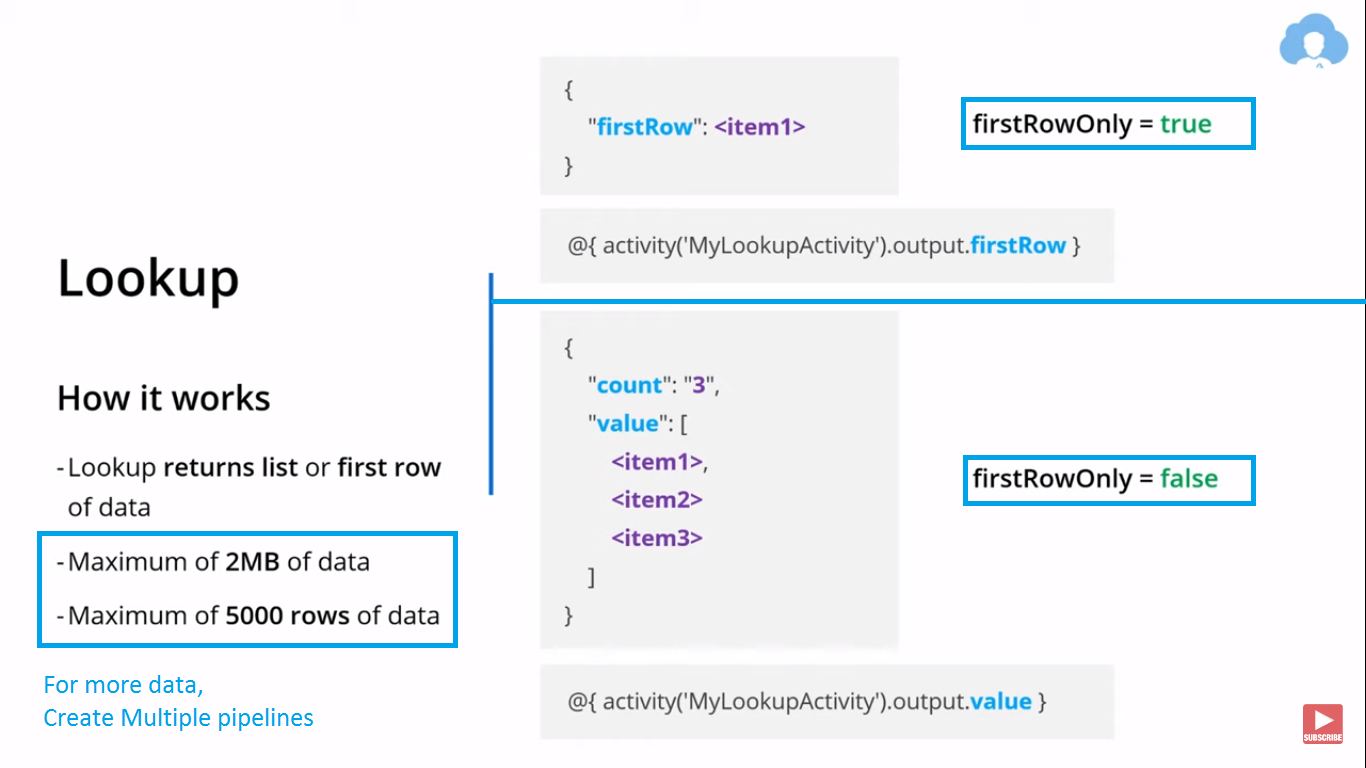 Lookup
How it works
-Lookup returns list or first row
of data
-Maximum of 2MB of data
-Maximum of 5000 rows of data
For more data,
Create Multiple pipelines
{
"firstRow": <item1>
}
firstRowOnly = true
@{ activity('MyLookupActivity').output.firstRow }
{
"count": "3",
"value": [
<item1>,
<item2>
<item3>
]
}
firstRowOnly = false
@{ activity('MyLookupActivity').output.value }
SUBSCRIBE